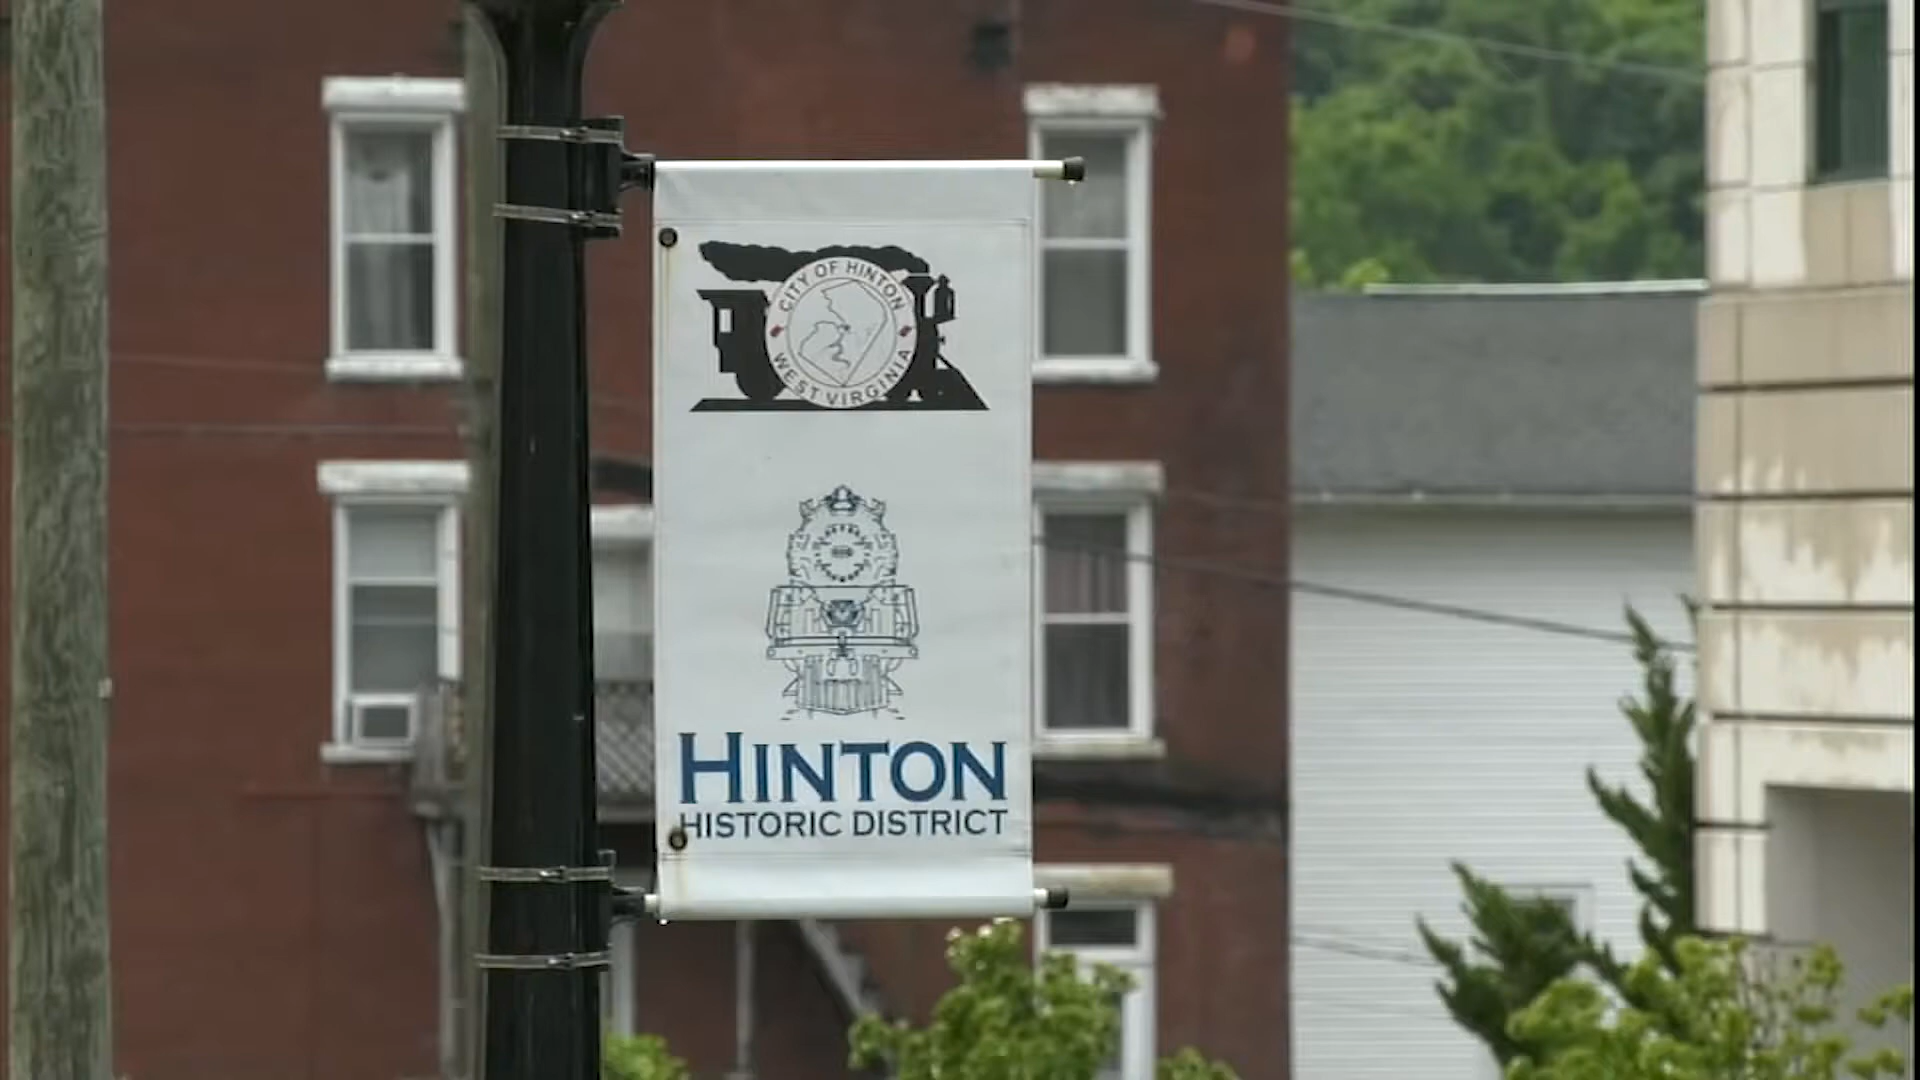 CITY OF HINTON
WEST VIRGINIA
HINTON
HISTORIC DISTRICT